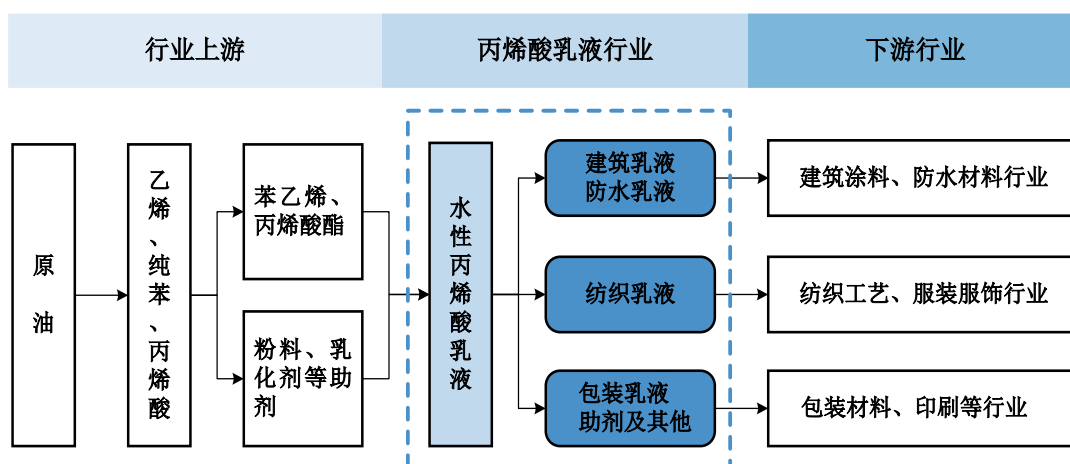 行业上游
丙烯酸乳液行业
下游行业
原油
乙烯、纯苯、丙烯酸
苯乙烯、
丙烯酸酯
粉料、乳
化剂等助
剂
水性丙烯酸乳液
建筑乳液
防水乳液
纺织乳液
包装乳液
助剂及其他
建筑涂料、防水材料行业
纺织工艺、服装服饰行业
包装材料、印刷等行业